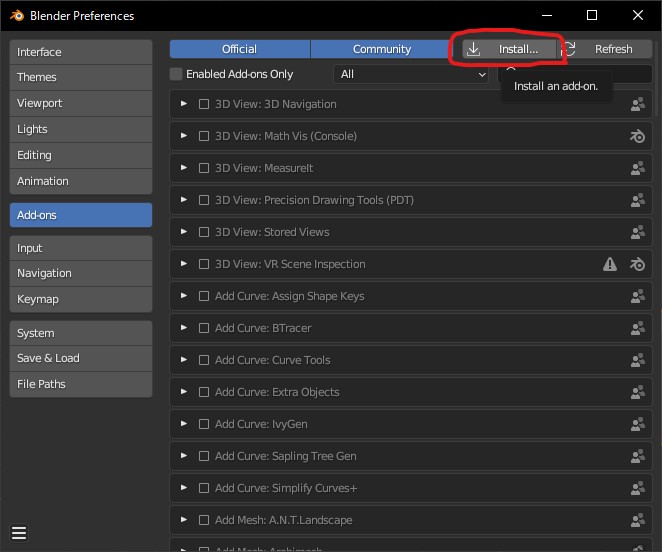 Blender Preferences
Interface
Themes
Viewport
Lights
Editing
Animation
Add-ons
Input
Navigation
Keymap
System
Save & Load
File Paths
Official Community Install... Refresh
Enabled Add-ons Only All
Install an add-on.
3D View: 3D Navigation
3D View: Math Vis (Console)
3D View: MeasureIt
3D View: Precision Drawing Tools (PDT)
3D View: Stored Views
3D View: VR Scene Inspection
Add Curve: Assign Shape Keys
Add Curve: BTracer
Add Curve: Curve Tools
Add Curve: Extra Objects
Add Curve: IvyGen
Add Curve: Sapling Tree Gen
Add Curve: Simplify Curves+
Add Mesh: A.N.T.Landscape
Add Mesh: Archimesh